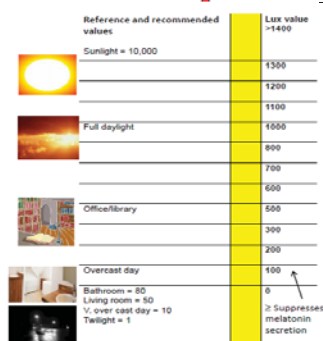 Reference and recommended
values
Lux value
>1400
Sunlight = 10,000
1300
1200
1100
Full daylight
1000
800
700
600
Office/library
500
300
200
Overcast day
100
Bathroom = 80
Living room = 50
V. over cast day = 10
Twilight = 1
0
≥ Suppresses
melatonin
secretion